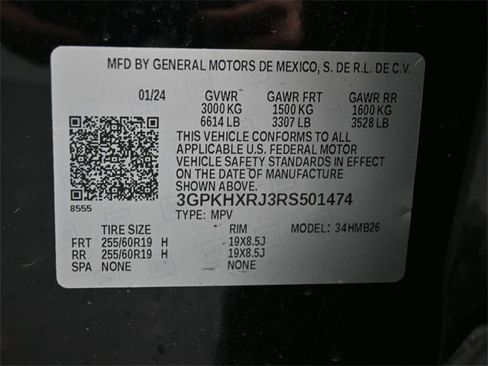 MFD BY GENERAL MOTORS DE MEXICO, S. DE R.L. DE C.V.
01/24 GVWR GAWR FRT GAWR RR
3000 KG 1500 KG 1600 KG
6614 LB 3307 LB 3528 LB
THIS VEHICLE CONFORMS TO ALL
APPLICABLE U.S. FEDERAL MOTOR
VEHICLE SAFETY STANDARDS IN EFFECT
ON THE DATE OF MANUFACTURE
SHOWN ABOVE.
3GPKHXRJ3RS501474
8555
TYPE: MPV
TIRE SIZE RIM MODEL: 34HMB26
FRT 255/60R19 H 19X8.5J
RR 255/60R19 H 19X8.5J
SPA NONE NONE